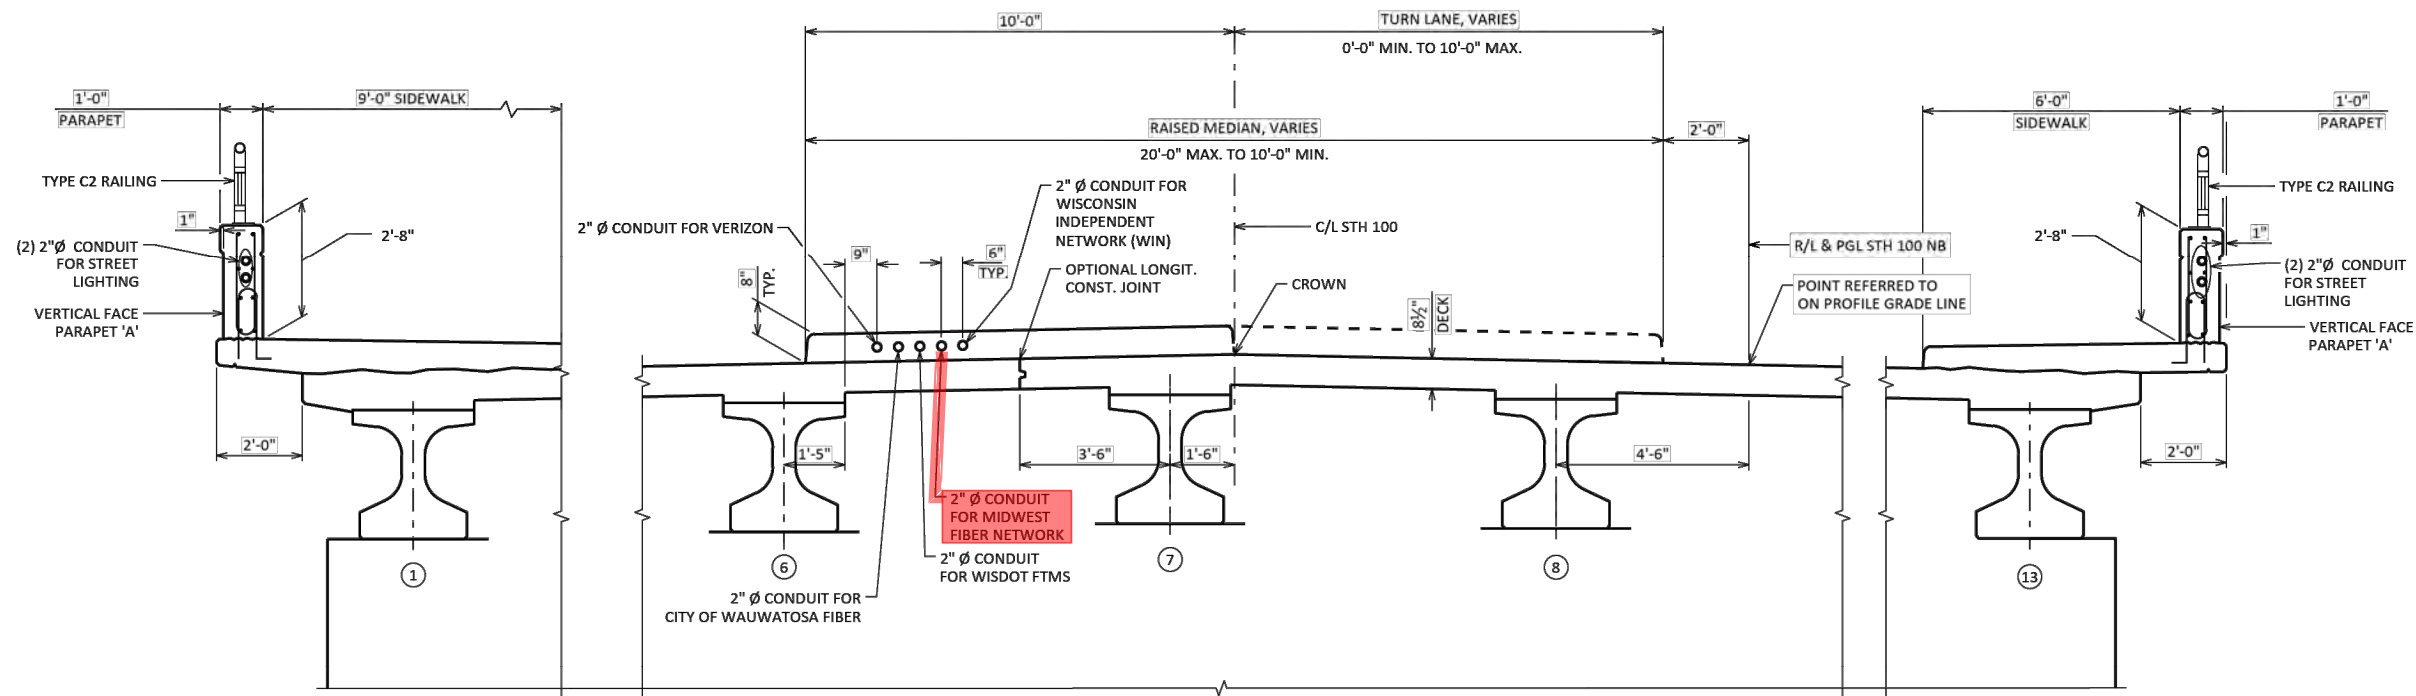 10'-0"
TURN LANE, VARIES
0'-0" MIN. TO 10'-0" MAX.
1'-0"
PARAPET
9'-0" SIDEWALK
RAISED MEDIAN, VARIES
20'-0" MAX. TO 10'-0" MIN.
2'-0"
6'-0"
SIDEWALK
1'-0"
PARAPET
TYPE C2 RAILING
1"
(2) 2"Ø CONDUIT
FOR STREET
LIGHTING
2'-8"
VERTICAL FACE
PARAPET 'A'
2" Ø CONDUIT FOR VERIZON
2" Ø CONDUIT FOR
WISCONSIN
INDEPENDENT
NETWORK (WIN)
9"
6"
TYP.
8"
TYP.
OPTIONAL LONGIT.
CONST. JOINT
C/L STH 100
CROWN
8½"
DECK
R/L & PGL STH 100 NB
POINT REFERRED TO
ON PROFILE GRADE LINE
TYPE C2 RAILING
2'-8"
1"
(2) 2"Ø CONDUIT
FOR STREET
LIGHTING
VERTICAL FACE
PARAPET 'A'
2'-0"
1'-5"
3'-6"
1'-6"
4'-6"
2'-0"
2" Ø CONDUIT
FOR MIDWEST
FIBER NETWORK
2" Ø CONDUIT
FOR WISDOT FTMS
2" Ø CONDUIT FOR
CITY OF WAUWATOSA FIBER
1
6
7
8
13